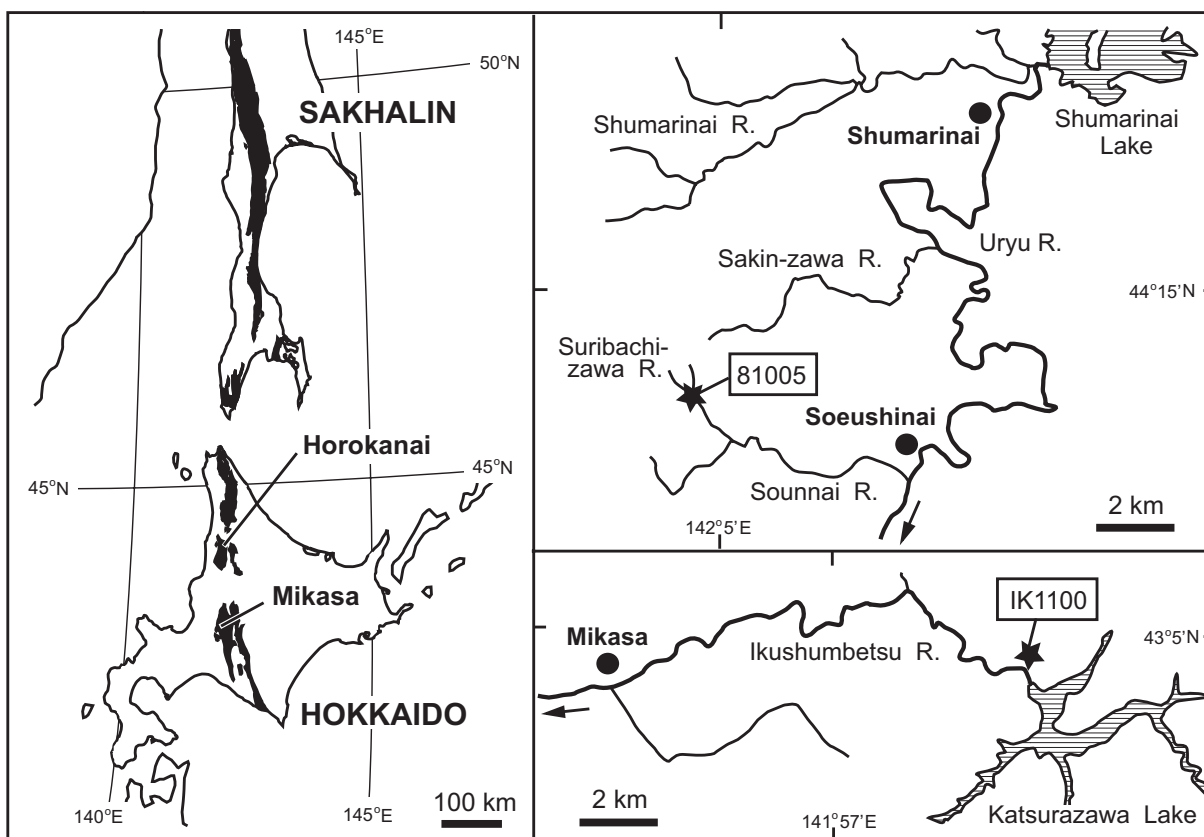 145°E
50°N
SAKHALIN
Horokanai
45°N
45°N
Mikasa
HOKKAIDO
140°E
145°E
100 km
Shumarinai R.
Shumarinai
Shumarinai
Lake
Uryu R.
Sakin-zawa R.
44°15'N
Suribachi-
zawa R.
81005
Soeushinai
Sounnai R.
142°5'E
2 km
IK1100
Mikasa
Ikushumbetsu R.
43°5'N
2 km
141°57'E
Katsurazawa Lake